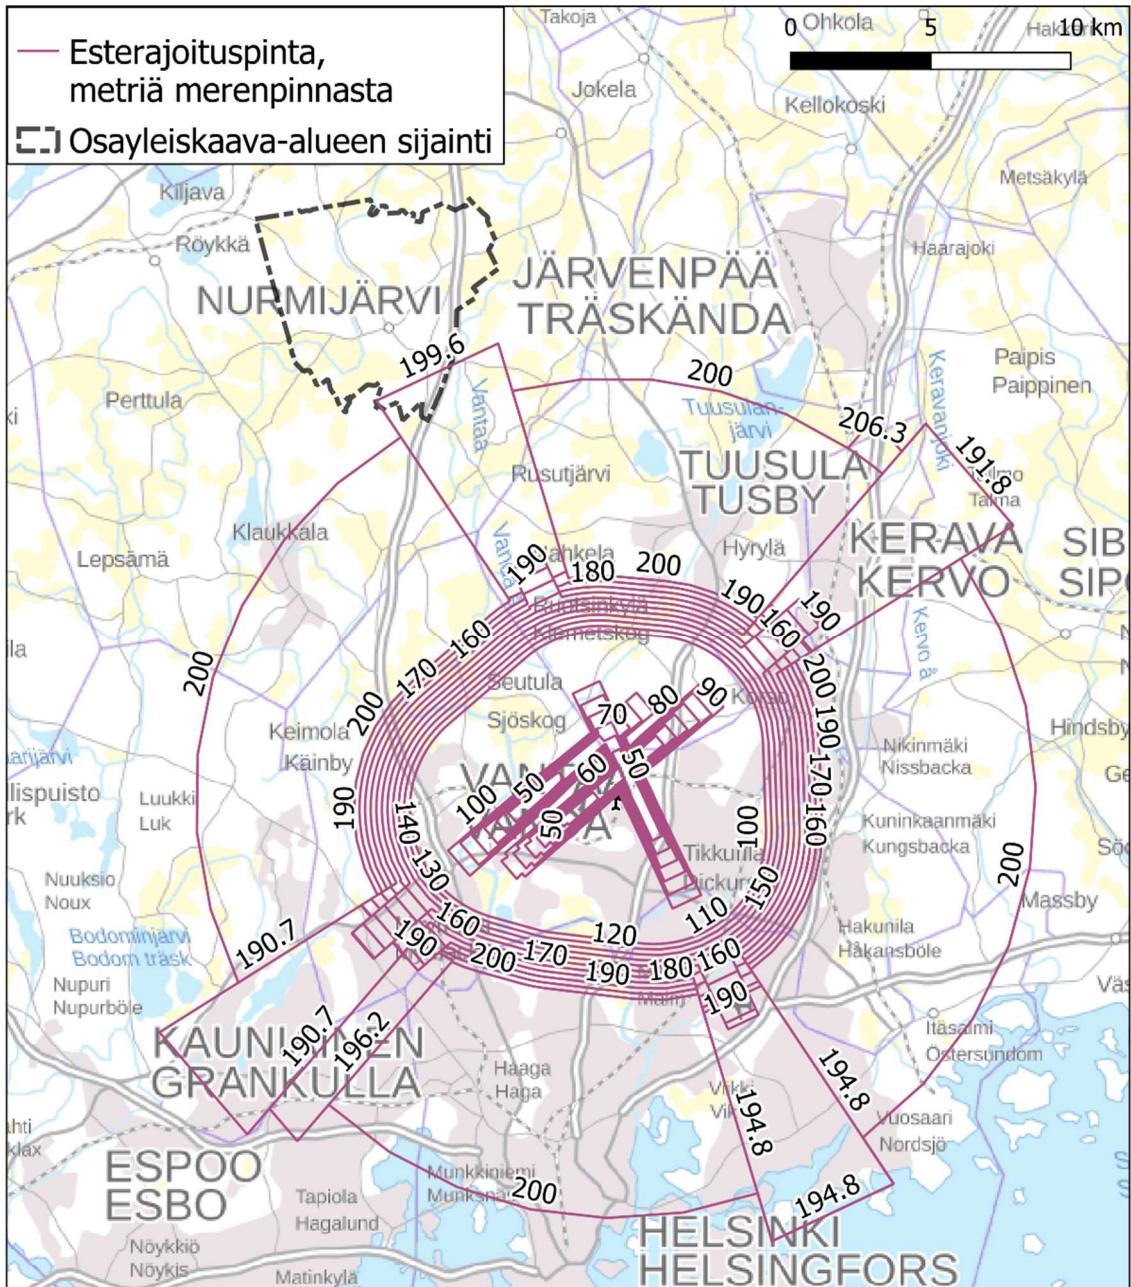 Esterajoituspinta,
metriä merenpinnasta
Osayleiskaava-alueen sijainti
0 5 10 km
Takoja
Ohkola
Jokela
Kellokoski
Metsäkylä
Kiljava
Röykkä
Haarajoki
NURMIJÄRVI
JÄRVENPÄÄ
TRÄSKÄNDA
199.6
200
Paipis
Paippinen
Keravanjoki
Perttula
Vantaa
Tuusulan-
järvi
206.3
191.8
Rusutjärvi
TUUSULA
TUSBY
Talma
Klaukkala
Lepsämä
Hyrylä
KERAVA
KERVO
SIB
190
180
200
190
160
190
Ruotsinkylä
Klemetskog
Kervo å
160
170
200
200
200
190
Seutula
Sjöskog
70
80
90
Keimola
Käinby
50
60
50
100
50
Nikinmäki
Nissbacka
Hindsby
Luukki
Luk
190
140
130
100
170
160
Kuninkaanmäki
Kungsbacka
Tikkurila
Dickursby
150
110
200
Nuuksio
Noux
Massby
Bodominjärvi
Bodom träsk
190.7
160
190
200
170
120
190
180
160
190
Hakunila
Håkansböle
Nupuri
Nupurböle
KAUNIAINEN
GRANKULLA
190.7
196.2
Haaga
Haga
Itäsalmi
Östersundom
194.8
194.8
Vuosaari
Nordsjö
ESPOO
ESBO
Munkkiniemi
200
Tapiola
Hagalund
194.8
HELSINKI
HELSINGFORS
Nöykkiö
Nöykis
Matinkylä